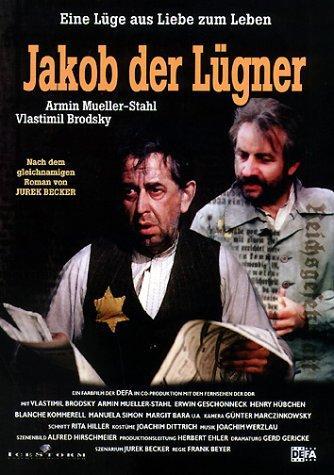 Eine Lüge aus Liebe zum Leben
Jakob der Lügner
Armin Mueller-Stahl
Vlastimil Brodsky
Nach dem
gleichnamigen
Roman von
JUREK BECKER
EIN FARBFILM DER DEFA IN CO-PRODUCTION MIT DEM FERNSEHEN DER DDR
MIT VLASTIMIL BRODSKY ARMIN MUELLER-STAHL ERWIN GESCHONNECK HENRY HÜBCHEN
BLANCHE KOMMERELL MANUELA SIMON MARGIT BARA U.A. KAMERA GÜNTER MARCZINKOWSKY
SCHNITT RITA HILLER KOSTÜME JOACHIM DITTRICH MUSIK JOACHIM WERZLAU
SZENENBILD ALFRED HIRSCHMEIER PRODUKTIONSLEITUNG HERBERT EHLER DRAMATURG GERD GERICKE
SZENARIUM JUREK BECKER REGIE FRANK BEYER
ICESTORM
DEFA